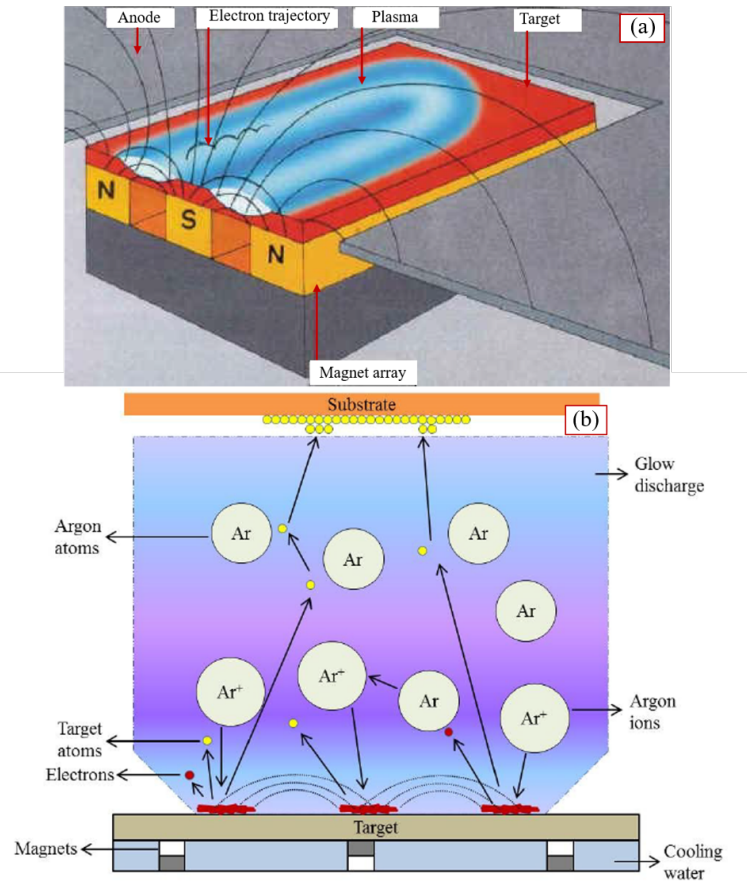 Anode
Electron trajectory
Plasma
Target
(a)
N
S
N
Magnet array
Substrate
(b)
Glow
discharge
Argon
atoms
Ar
Ar
Ar
Ar
Ar⁺
Ar⁺
Ar
Ar⁺
Argon
ions
Target
atoms
Electrons
Target
Magnets
Cooling
water